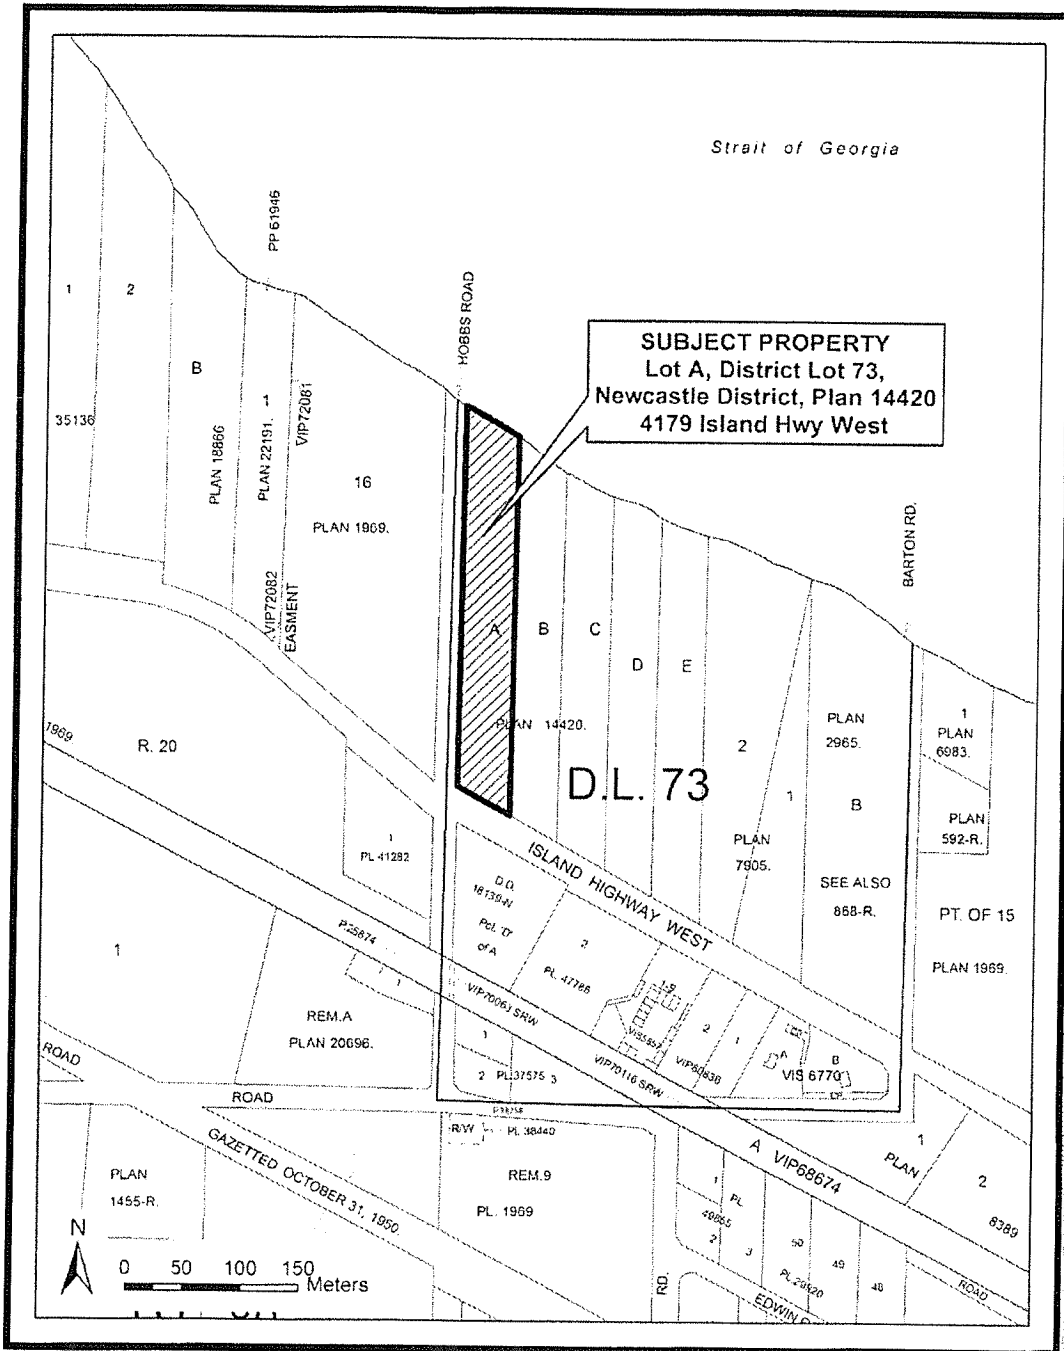 Strait of Georgia
PP 61946
HOBBS ROAD
1
2
B
35136
PLAN 18866
1
PLAN 22191.
VIP72081
16
PLAN 1969.
VIP72082
EASMENT
SUBJECT PROPERTY
Lot A, District Lot 73,
Newcastle District, Plan 14420
4179 Island Hwy West
BARTON RD.
A
B
C
D
E
PLAN 14420.
D.L. 73
2
1
PLAN
7905.
PLAN
2965.
B
SEE ALSO
868-R.
1
PLAN
6983.
PLAN
592-R.
PT. OF 15
PLAN 1969.
1969.
R. 20
1
PL 41282
ISLAND HIGHWAY WEST
D.D.
18139-N
Pcl. 'D'
of A
2
PL. 47786
1
P.25874
1
REM.A
PLAN 20696.
VIP70063 SRW
VIP70116 SRW
2
1
VIP60836
A
B
VIS 6770
1
2
PL.37575
3
ROAD
ROAD
R/W
PL 38440
REM.9
PL. 1969
GAZETTED OCTOBER 31, 1950.
PLAN
1455-R.
A VIP68674
1
PLAN
2
8389
1
PL.
49865
2
3
50
49
48
RD.
EDWIN
ROAD
N
0 50 100 150
Meters